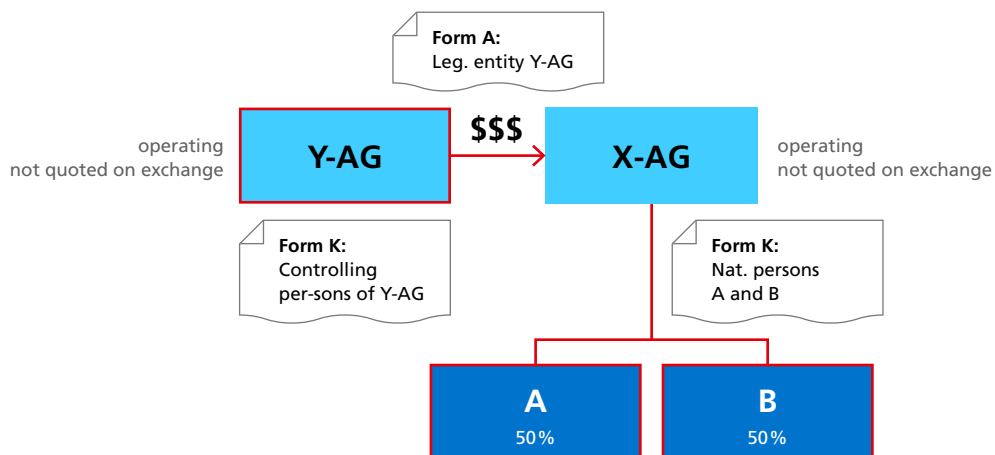 Form A:
Leg. entity Y-AG
operating
not quoted on exchange
Y-AG
$$$
X-AG
operating
not quoted on exchange
Form K:
Controlling
per-sons of Y-AG
Form K:
Nat. persons
A and B
A
50%
B
50%